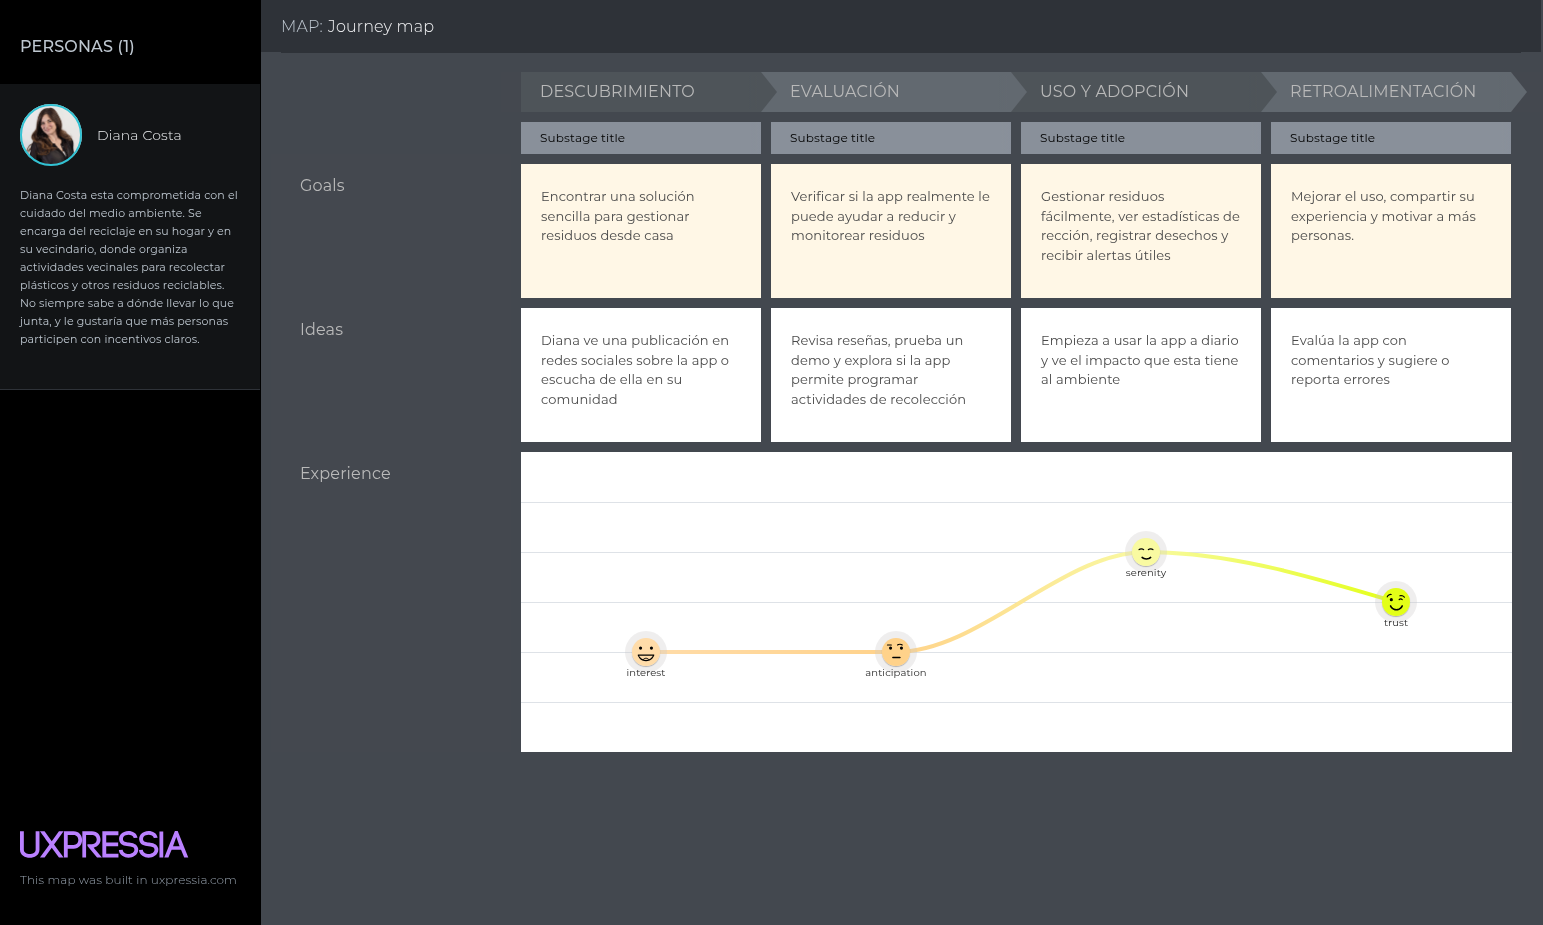 PERSONAS (1)
Diana Costa
Diana Costa esta comprometida con el
cuidado del medio ambiente. Se
encarga del reciclaje en su hogar y en
su vecindario, donde organiza
actividades vecinales para recolectar
plásticos y otros residuos reciclables.
No siempre sabe a dónde llevar lo que
junta, y le gustaría que más personas
participen con incentivos claros.
UXPRESSIA
This map was built in uxpressia.com
MAP: Journey map
DESCUBRIMIENTO
EVALUACIÓN
USO Y ADOPCIÓN
RETROALIMENTACIÓN
Substage title
Substage title
Substage title
Substage title
Goals
Encontrar una solución
sencilla para gestionar
residuos desde casa
Verificar si la app realmente le
puede ayudar a reducir y
monitorear residuos
Gestionar residuos
fácilmente, ver estadísticas de
rección, registrar desechos y
recibir alertas útiles
Mejorar el uso, compartir su
experiencia y motivar a más
personas.
Ideas
Diana ve una publicación en
redes sociales sobre la app o
escucha de ella en su
comunidad
Revisa reseñas, prueba un
demo y explora si la app
permite programar
actividades de recolección
Empieza a usar la app a diario
y ve el impacto que esta tiene
al ambiente
Evalúa la app con
comentarios y sugiere o
reporta errores
Experience
interest
anticipation
serenity
trust